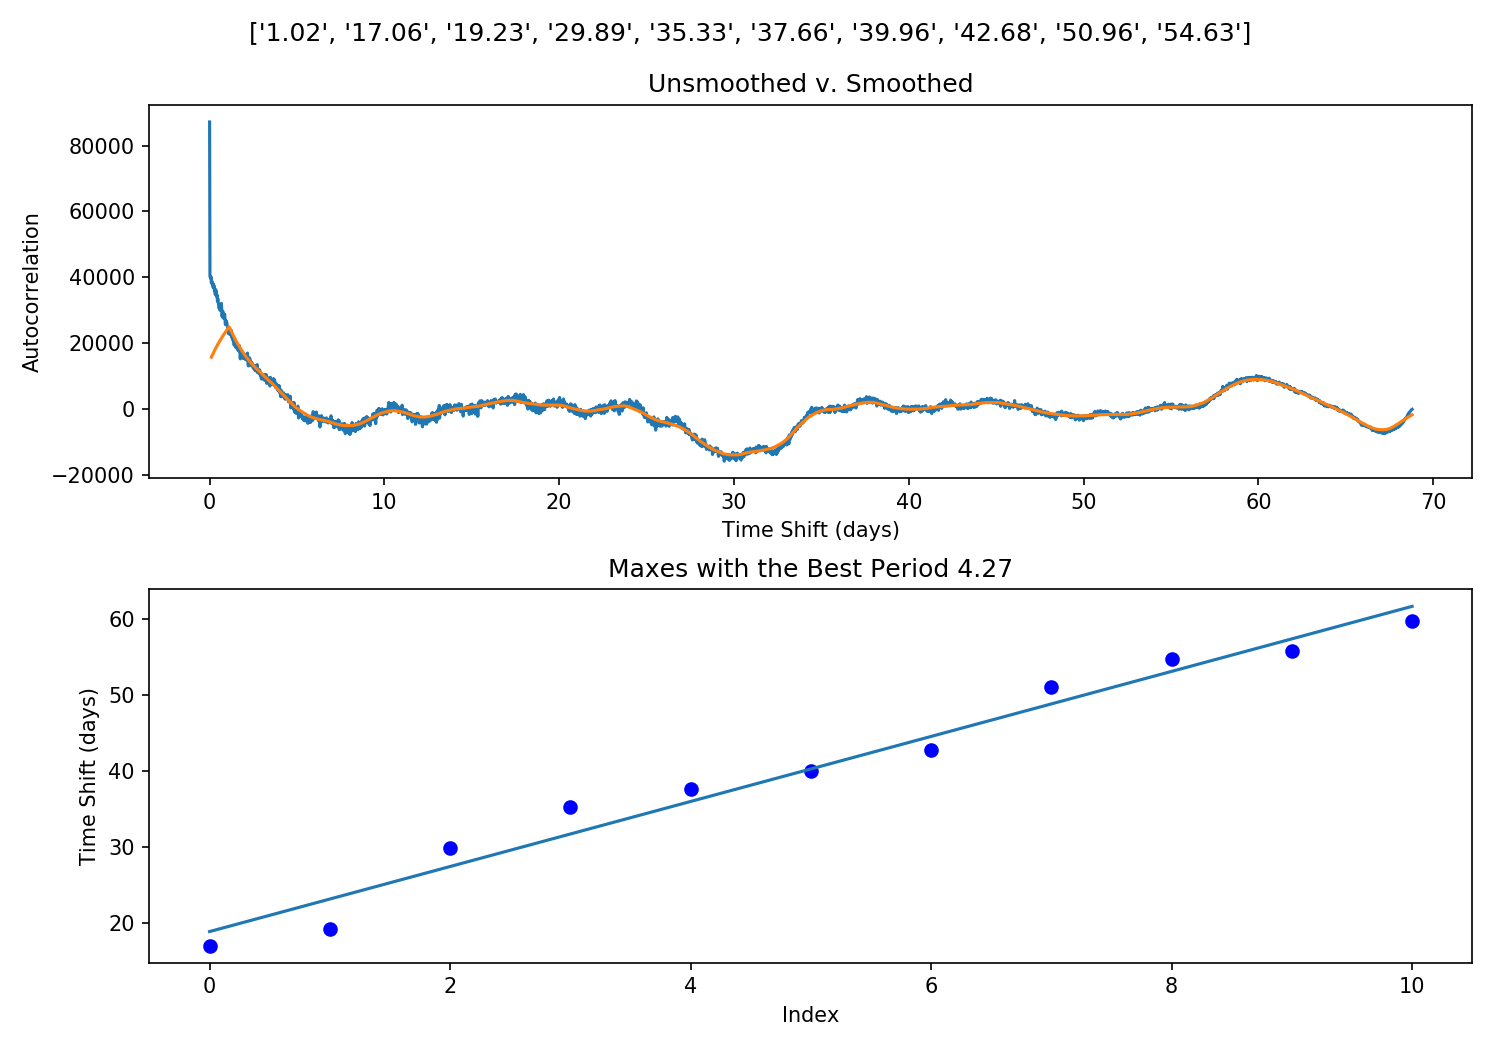 ['1.02', '17.06', '19.23', '29.89', '35.33', '37.66', '39.96', '42.68', '50.96', '54.63']
Unsmoothed v. Smoothed
Autocorrelation
80000
60000
40000
20000
0
−20000
0 10 20 30 40 50 60 70
Time Shift (days)
Maxes with the Best Period 4.27
Time Shift (days)
60
50
40
30
20
0 2 4 6 8 10
Index